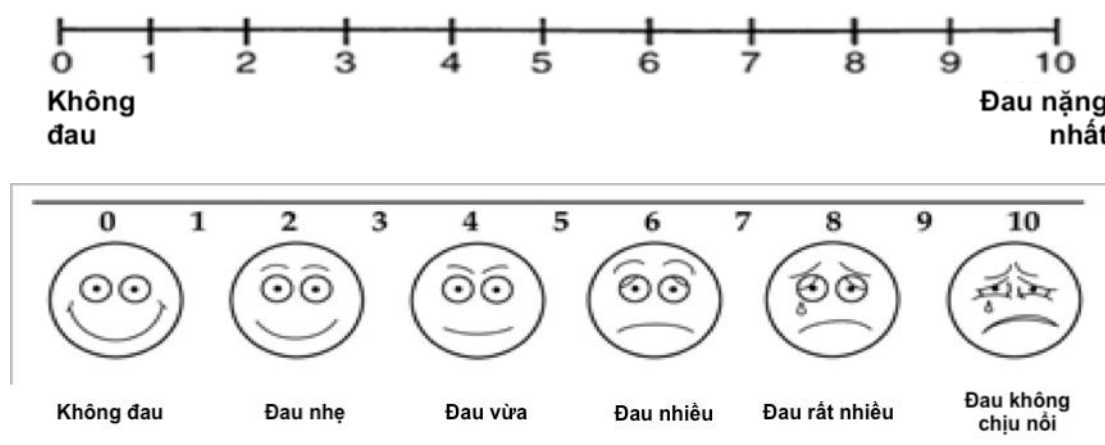 0 1 2 3 4 5 6 7 8 9 10
Không
đau
Đau nặng
nhất
0 1 2 3 4 5 6 7 8 9 10
Không đau
Đau nhẹ
Đau vừa
Đau nhiều
Đau rất nhiều
Đau không
chịu nổi